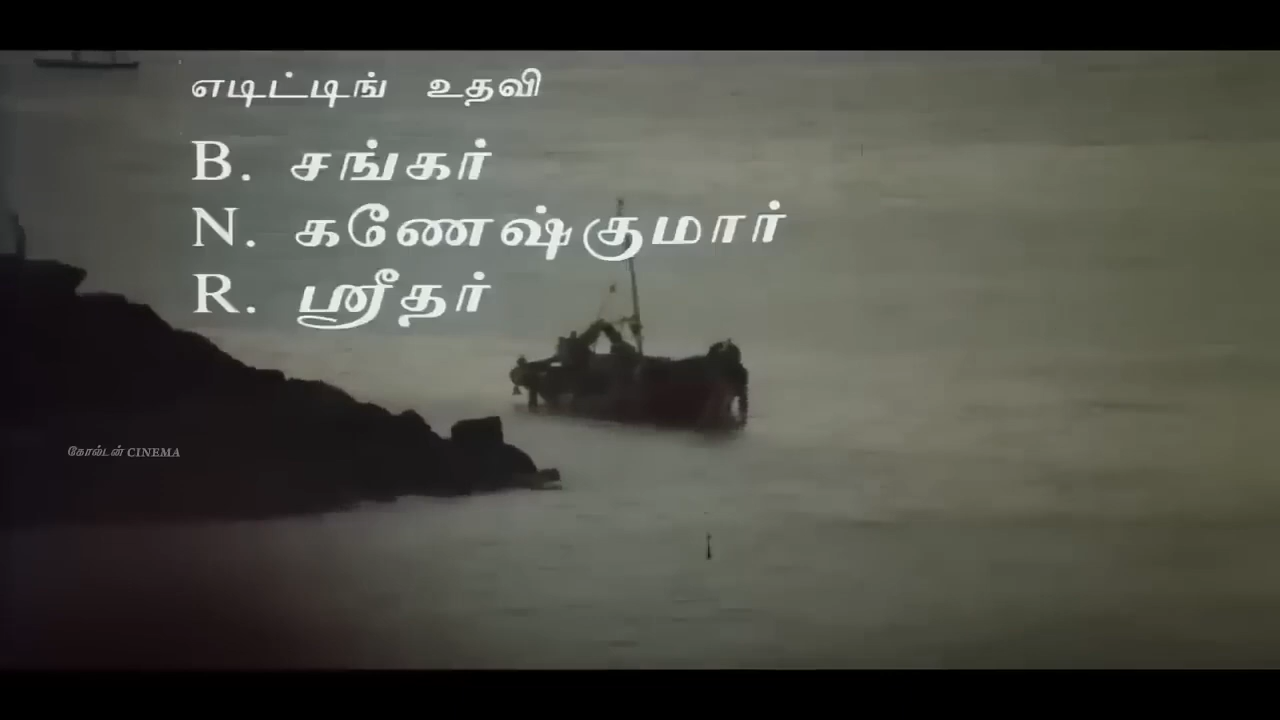 எடிட்டிங் உதவி
B. சங்கர்
N. கணேஷ்குமார்
R. ஸ்ரீதர்
கோல்டன் CINEMA